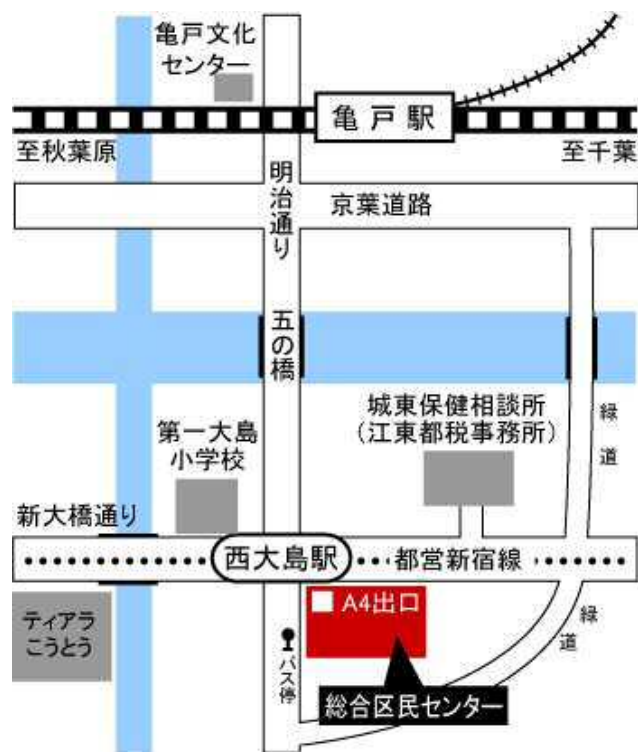 亀戸文化
センター
亀戸駅
至秋葉原
至千葉
明治通り
京葉道路
五の橋
城東保健相談所
（江東都税事務所）
緑道
第一大島
小学校
新大橋通り
西大島駅
都営新宿線
A4出口
ティアラ
こうとう
バス停
緑道
総合区民センター